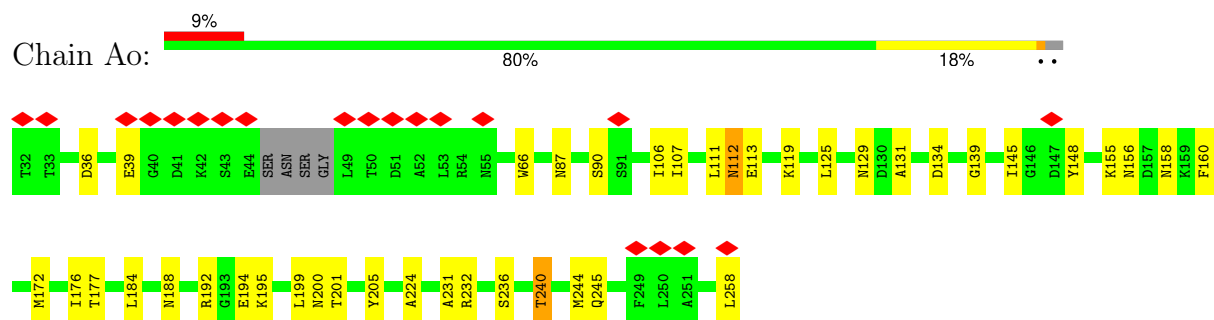 9%
Chain Ao:
80% 18% • •
T32 T33 D36 E39 G40 D41 K42 S43 E44 SER ASN SER GLY L49 T50 D51 A52 L53 R54 N55 W66 N87 S90 S91 I106 I107 L111 N112 E113 K119 L125 N129 D130 A131 D134 G139 I145 G146 D147 Y148 K155 N156 D157 N158 K159 F160
M172 I176 T177 L184 N188 R192 G193 E194 K195 L199 N200 T201 Y205 A224 A231 R232 S236 T240 M244 Q245 F249 L250 A251 L258